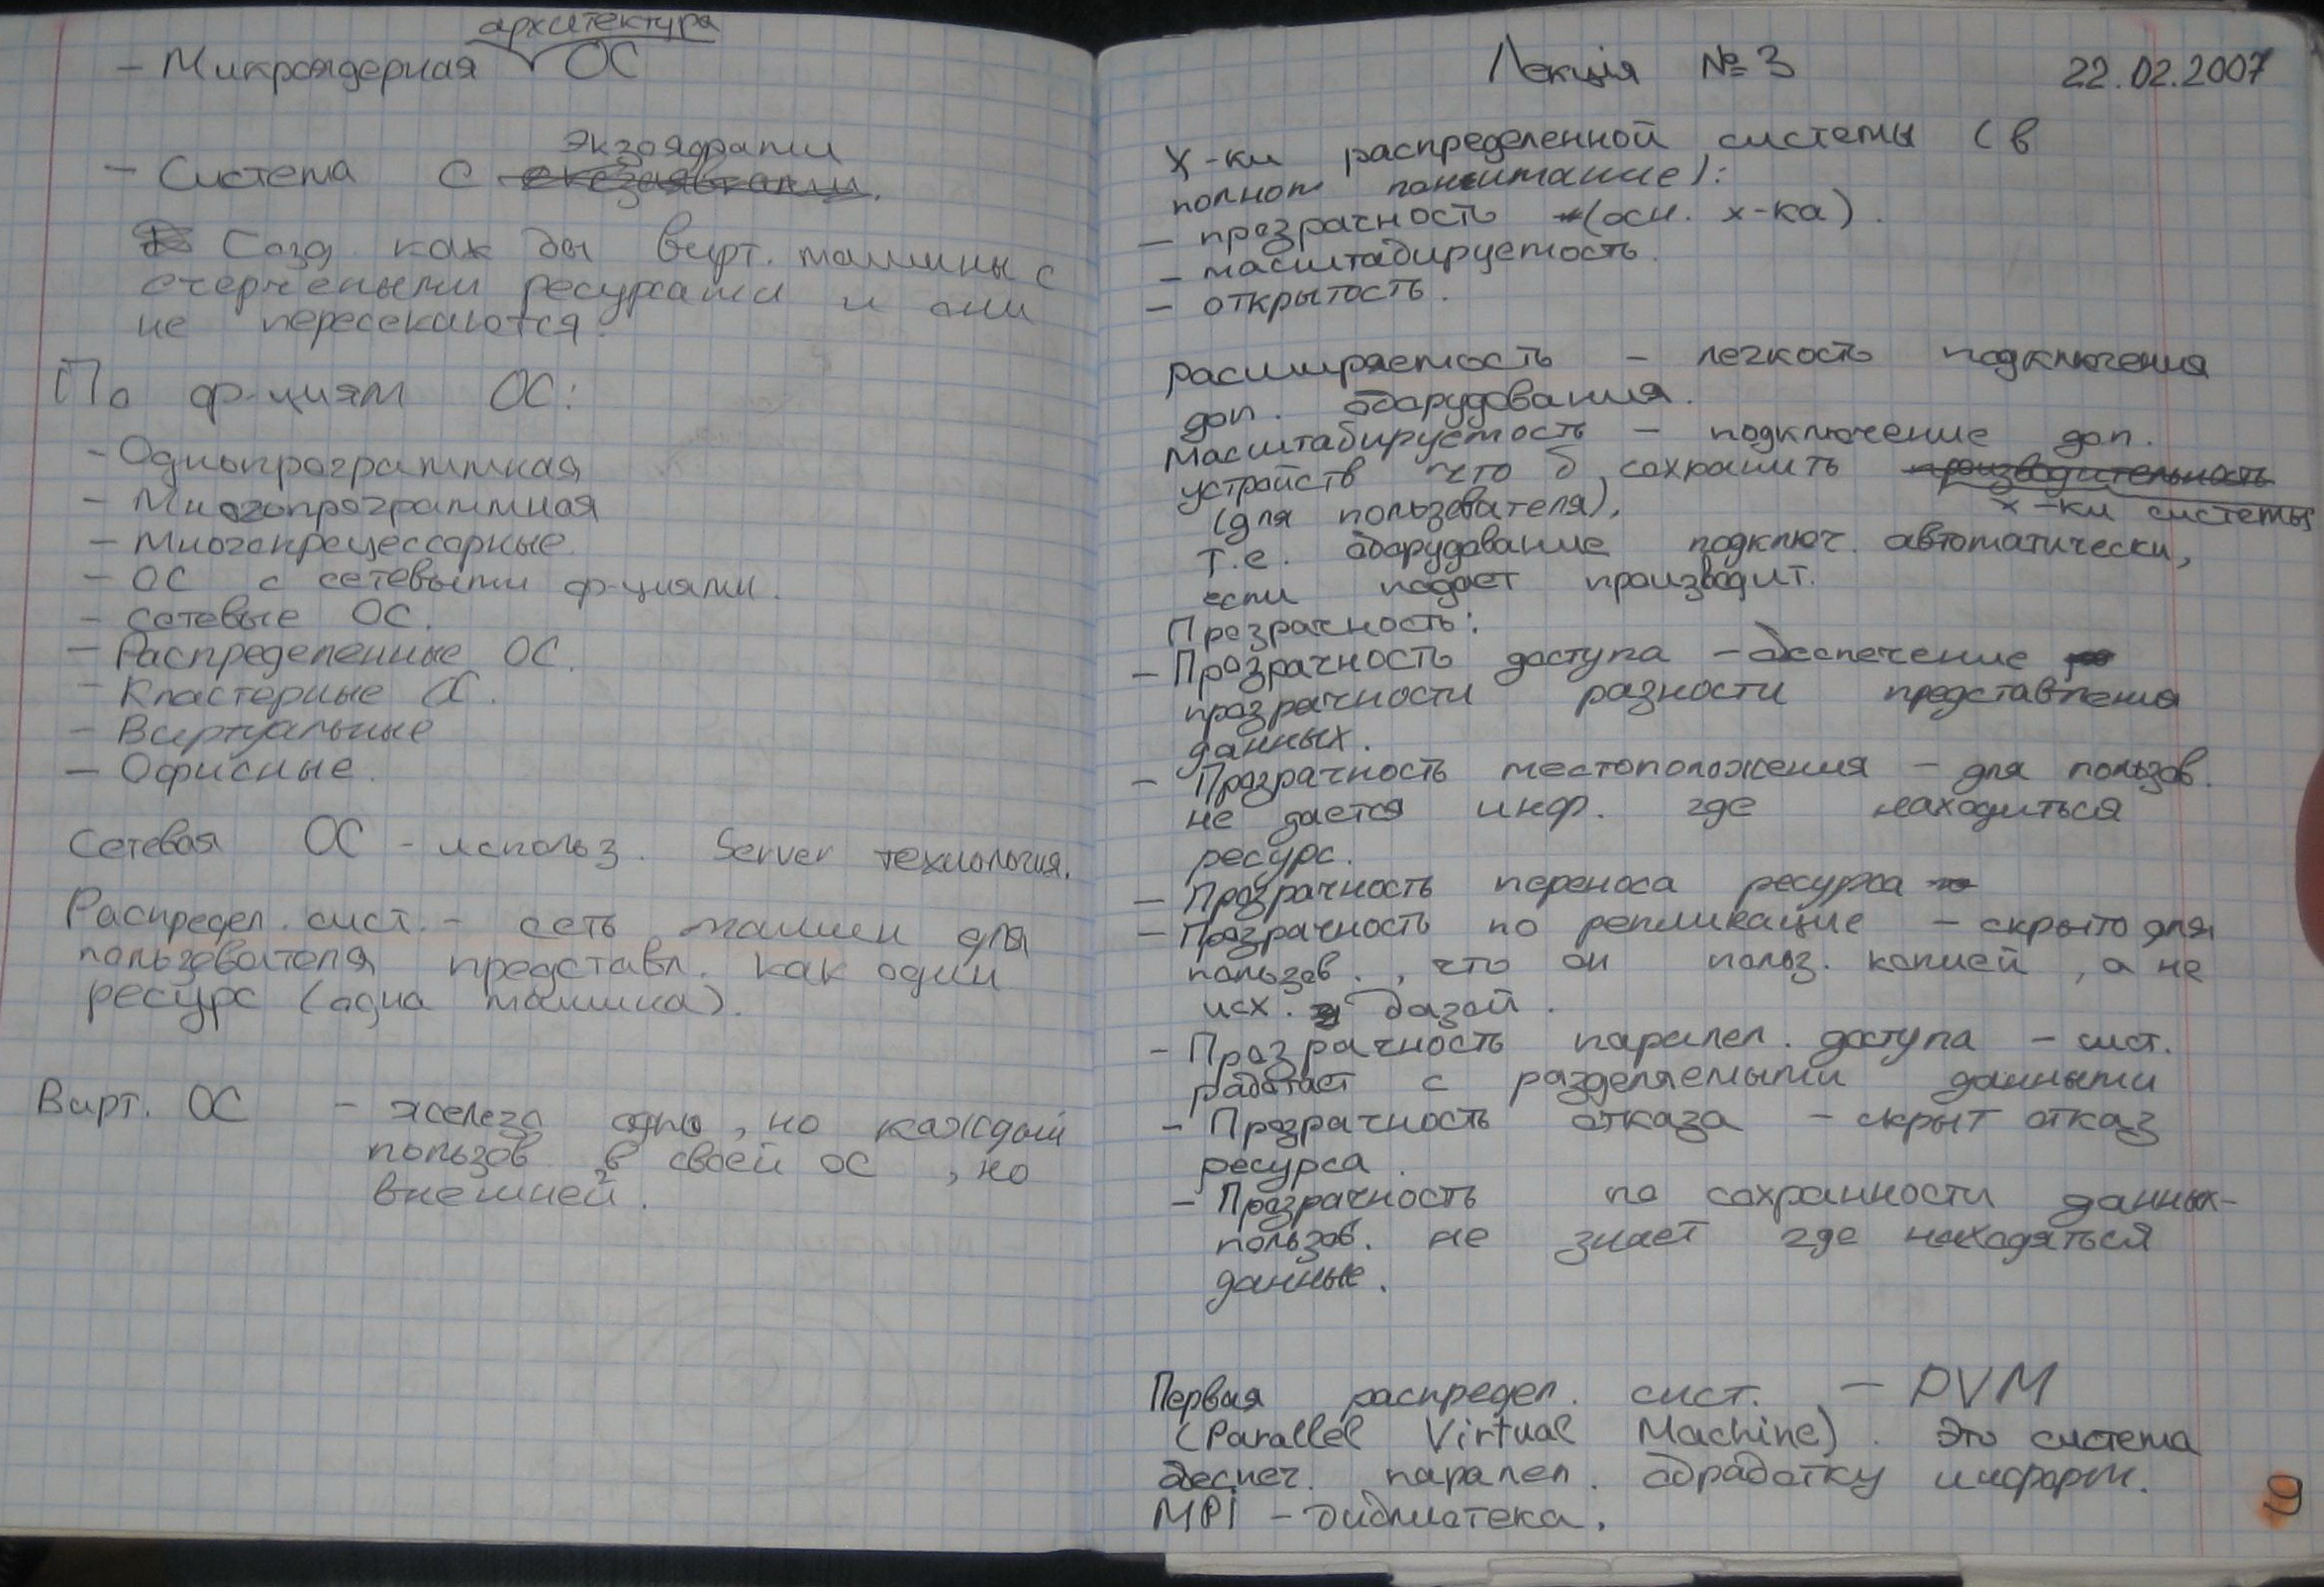 архитектура
- Микроядерная ОС
экзоядрами
- Система с
Созд. как бы вирт. машины с
очерчеными ресурсами и они
не пересекаются.
По ф-циям ОС:
- Однопрограммная
- Многопрограммная
- Многопрецессорные
- ОС с сетевыми ф-циями.
- Сетевые ОС.
- Распределенные ОС.
- Кластерные ОС.
- Виртуальные
- Офисные.
Сетевая ОС - использ. Server технология.
Распредел. сист. - сеть машин для
пользователя представл. как один
ресурс (одна машина).
Вирт. ОС - железо одно, но каждый
пользов. в своей ОС, но
внешней.
Лекція № 3 22.02.2007
Х-ки распределенной системы (в
полном понимание):
- прозрачность (осн. х-ка).
- масштабируемость.
- открытость.
Расширяемость - легкость подключения
доп. оборудования.
Масштабируемость - подключение доп.
устройств что б сохранить производительность
х-ки системы
(для пользователя),
т.е. оборудование подключ. автоматически,
если падает производит.
Прозрачность:
- Прозрачность доступа - обеспечение
прозрачности разности представления
данных.
- Прозрачность местоположения - для пользов.
не дается инф. где находиться
ресурс.
- Прозрачность переноса ресурса
- Прозрачность по репликацие - скрыто для
пользов., что он польз. копией, а не
исх. базой.
- Прозрачность паралел. доступа - сист.
работает с разделяемыми данными
- Прозрачность отказа - скрыт отказ
ресурса.
- Прозрачность по сохранности данных-
пользов. не знает где находяться
данные.
Первая распредел. сист. - PVM
(Parallel Virtual Machine). Это система
обеспеч. паралел. обработку информ.
MPI - библиотека.